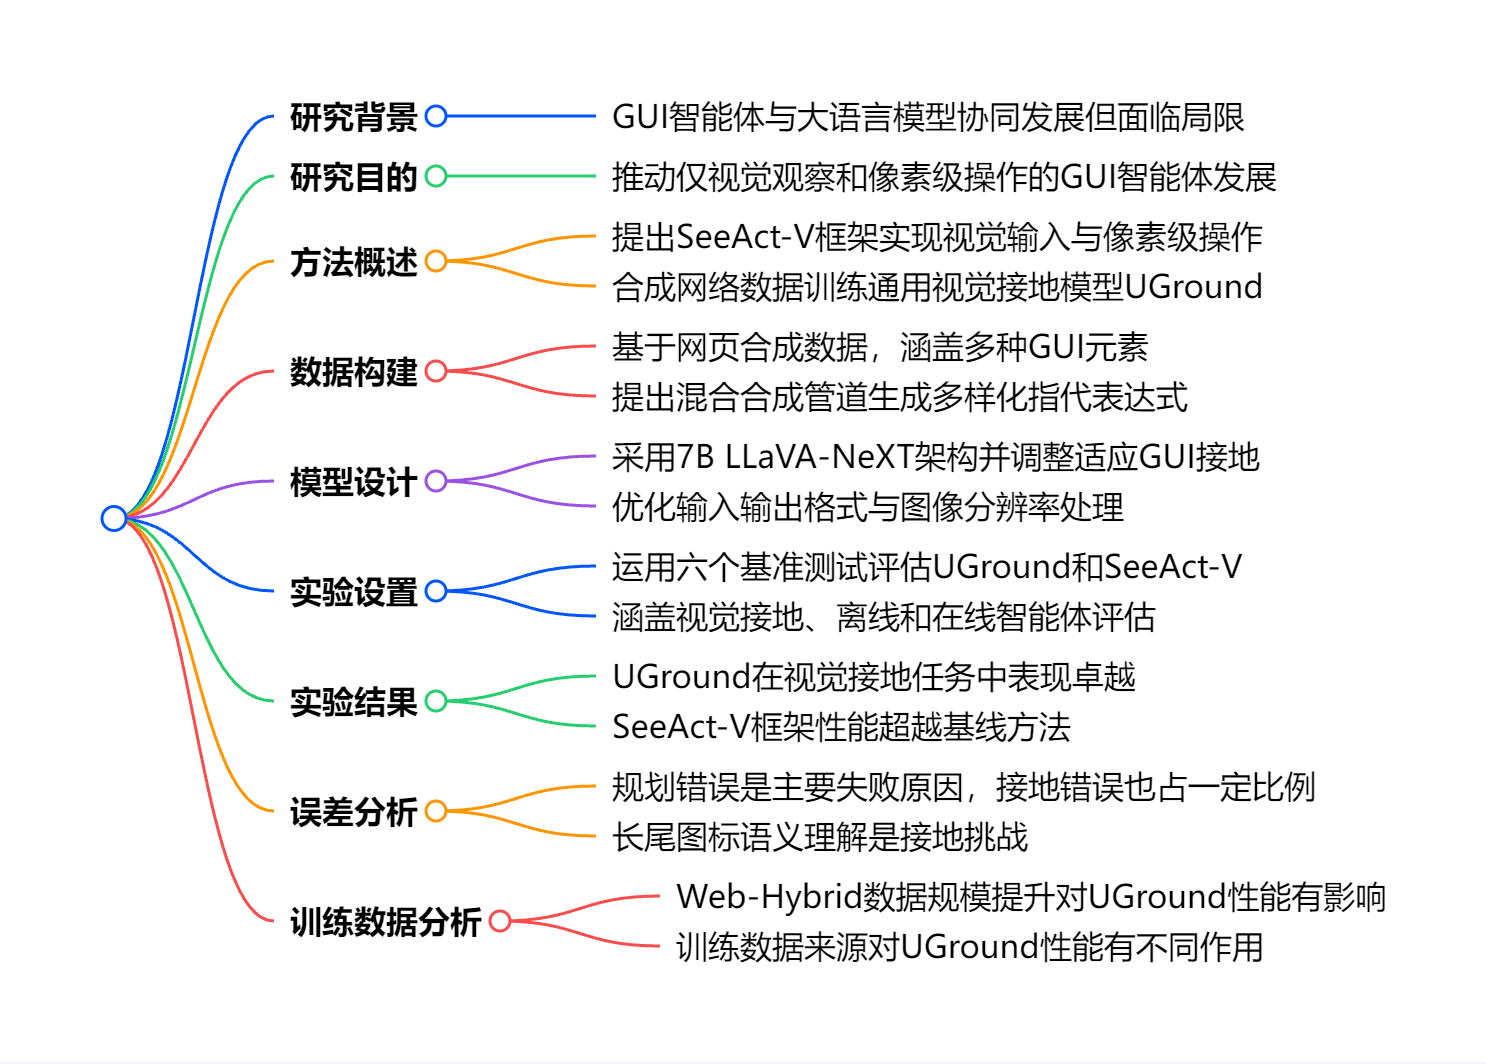 研究背景
GUI智能体与大语言模型协同发展但面临局限
研究目的
推动仅视觉观察和像素级操作的GUI智能体发展
方法概述
提出SeeAct-V框架实现视觉输入与像素级操作
合成网络数据训练通用视觉接地模型UGround
数据构建
基于网页合成数据，涵盖多种GUI元素
提出混合合成管道生成多样化指代表达式
模型设计
采用7B LLaVA-NeXT架构并调整适应GUI接地
优化输入输出格式与图像分辨率处理
实验设置
运用六个基准测试评估UGround和SeeAct-V
涵盖视觉接地、离线和在线智能体评估
实验结果
UGround在视觉接地任务中表现卓越
SeeAct-V框架性能超越基线方法
误差分析
规划错误是主要失败原因，接地错误也占一定比例
长尾图标语义理解是接地挑战
训练数据分析
Web-Hybrid数据规模提升对UGround性能有影响
训练数据来源对UGround性能有不同作用